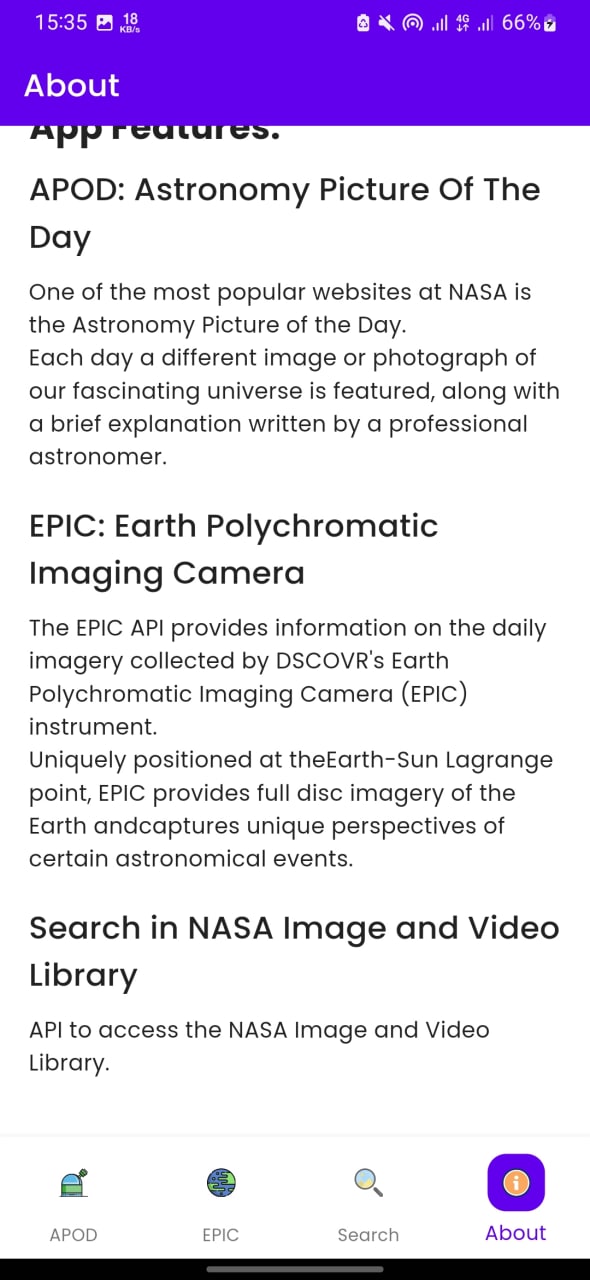 15:35 18 KB/s 4G 66%
About
App Features:
APOD: Astronomy Picture Of The
Day
One of the most popular websites at NASA is
the Astronomy Picture of the Day.
Each day a different image or photograph of
our fascinating universe is featured, along with
a brief explanation written by a professional
astronomer.
EPIC: Earth Polychromatic
Imaging Camera
The EPIC API provides information on the daily
imagery collected by DSCOVR's Earth
Polychromatic Imaging Camera (EPIC)
instrument.
Uniquely positioned at theEarth-Sun Lagrange
point, EPIC provides full disc imagery of the
Earth andcaptures unique perspectives of
certain astronomical events.
Search in NASA Image and Video
Library
API to access the NASA Image and Video
Library.
APOD EPIC Search About